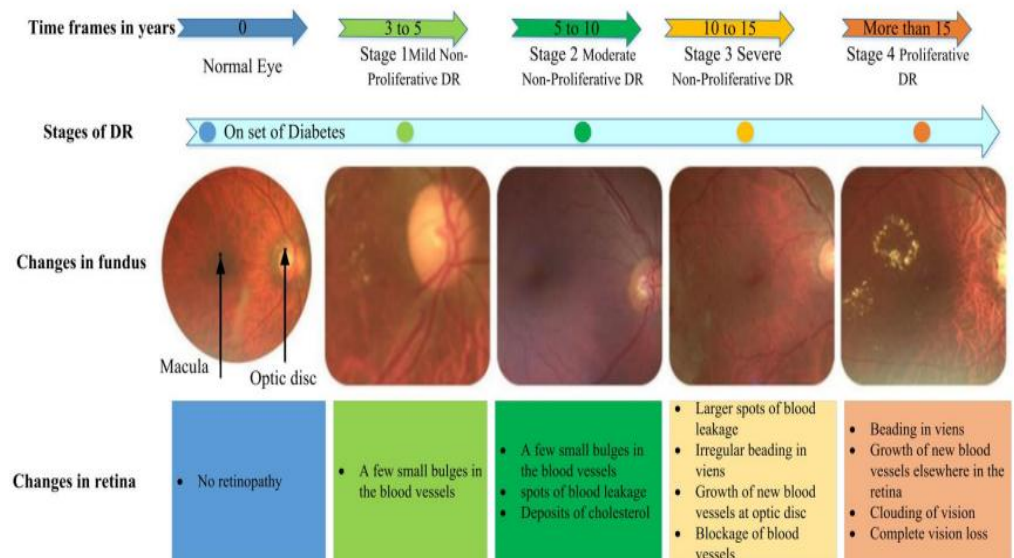 Time frames in years
0
3 to 5
5 to 10
10 to 15
More than 15
Normal Eye
Stage 1Mild Non-
Proliferative DR
Stage 2 Moderate
Non-Proliferative DR
Stage 3 Severe
Non-Proliferative DR
Stage 4 Proliferative
DR
Stages of DR
On set of Diabetes
Changes in fundus
Macula
Optic disc
Changes in retina
• No retinopathy
• A few small bulges in
the blood vessels
• A few small bulges in
the blood vessels
• spots of blood leakage
• Deposits of cholesterol
• Larger spots of blood
leakage
• Irregular beading in
viens
• Growth of new blood
vessels at optic disc
• Blockage of blood
vessels
• Beading in viens
• Growth of new blood
vessels elsewhere in the
retina
• Clouding of vision
• Complete vision loss